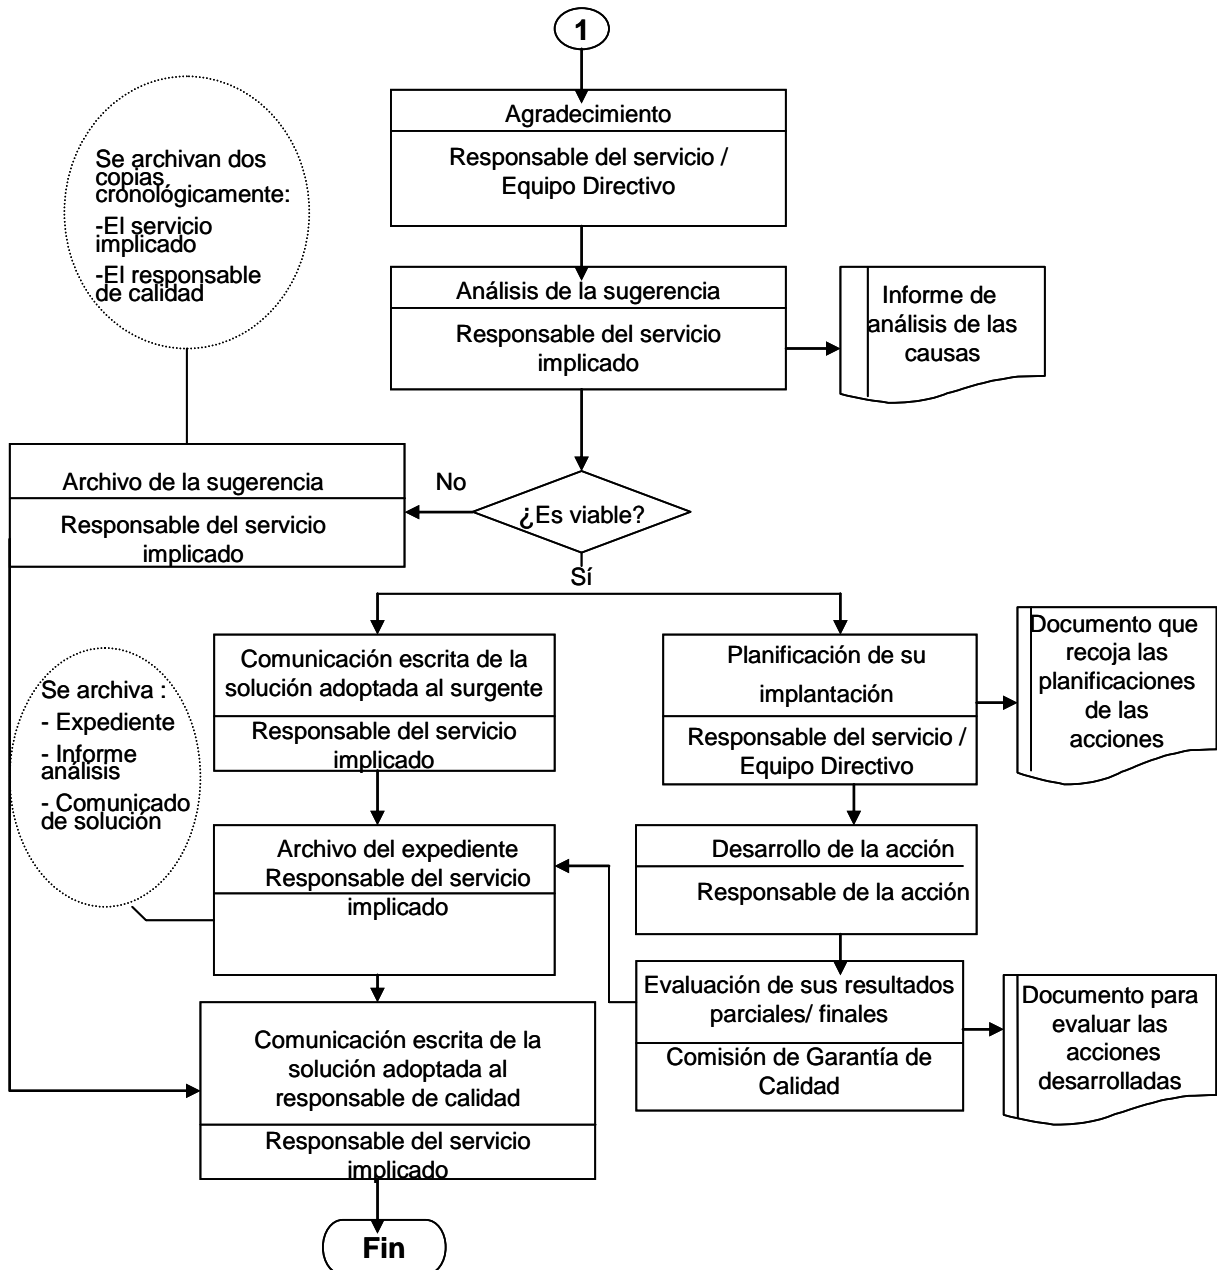 1
Agradecimiento
Responsable del servicio /
Equipo Directivo
Se archivan dos
copias
cronológicamente:
-El servicio
implicado
-El responsable
de calidad
Análisis de la sugerencia
Responsable del servicio
implicado
Informe de
análisis de las
causas
Archivo de la sugerencia
Responsable del servicio
implicado
No
¿Es viable?
Sí
Comunicación escrita de la
solución adoptada al surgente
Responsable del servicio
implicado
Planificación de su
implantación
Responsable del servicio /
Equipo Directivo
Documento que
recoja las
planificaciones
de las
acciones
Se archiva :
- Expediente
- Informe
análisis
- Comunicado
de solución
Archivo del expediente
Responsable del servicio
implicado
Desarrollo de la acción
Responsable de la acción
Evaluación de sus resultados
parciales/ finales
Comisión de Garantía de
Calidad
Documento para
evaluar las
acciones
desarrolladas
Comunicación escrita de la
solución adoptada al
responsable de calidad
Responsable del servicio
implicado
Fin